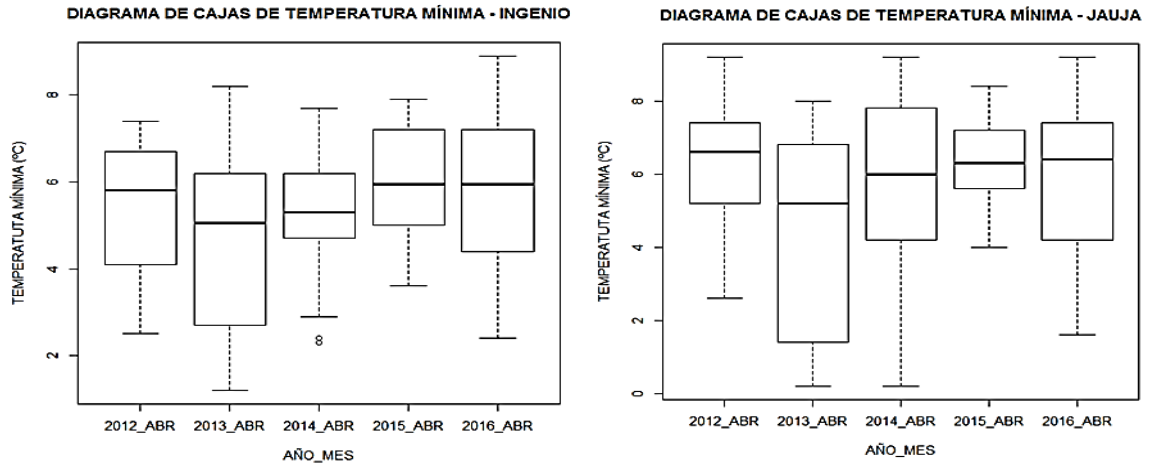 DIAGRAMA DE CAJAS DE TEMPERATURA MÍNIMA - INGENIO
TEMPERATUTA MÍNIMA (ºC)
8
6
4
2
2012_ABR 2013_ABR 2014_ABR 2015_ABR 2016_ABR
AÑO_MES
DIAGRAMA DE CAJAS DE TEMPERATURA MÍNIMA - JAUJA
TEMPERATUTA MÍNIMA (ºC)
8
6
4
2
0
2012_ABR 2013_ABR 2014_ABR 2015_ABR 2016_ABR
AÑO_MES